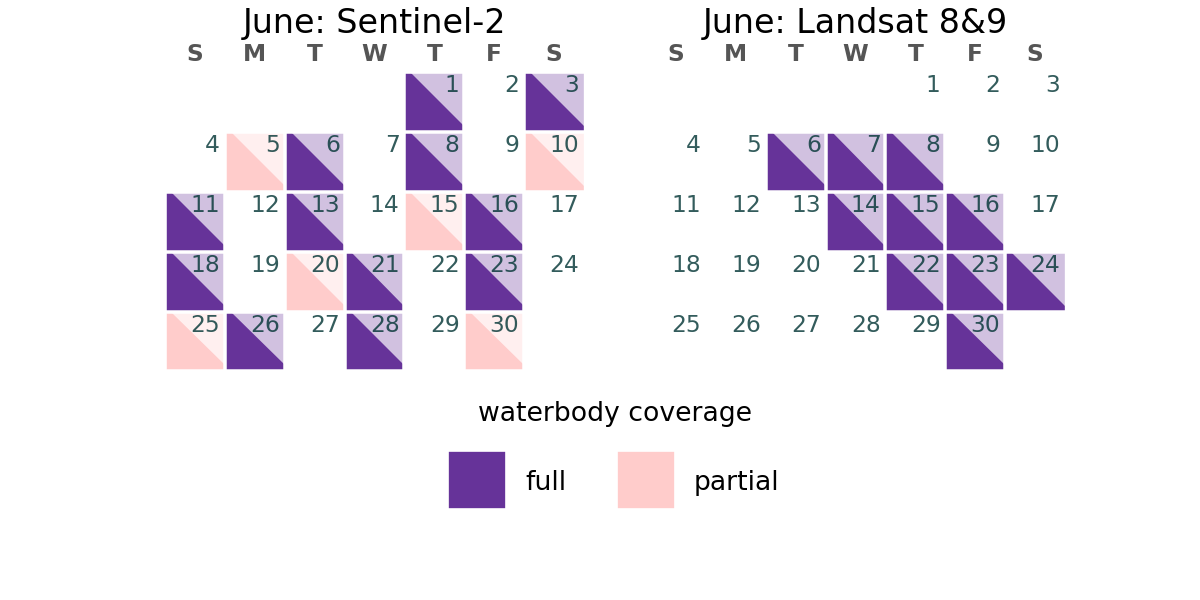 June: Sentinel-2
S M T W T F S
1 2 3
4 5 6 7 8 9 10
11 12 13 14 15 16 17
18 19 20 21 22 23 24
25 26 27 28 29 30
June: Landsat 8&9
S M T W T F S
1 2 3
4 5 6 7 8 9 10
11 12 13 14 15 16 17
18 19 20 21 22 23 24
25 26 27 28 29 30
waterbody coverage
full partial